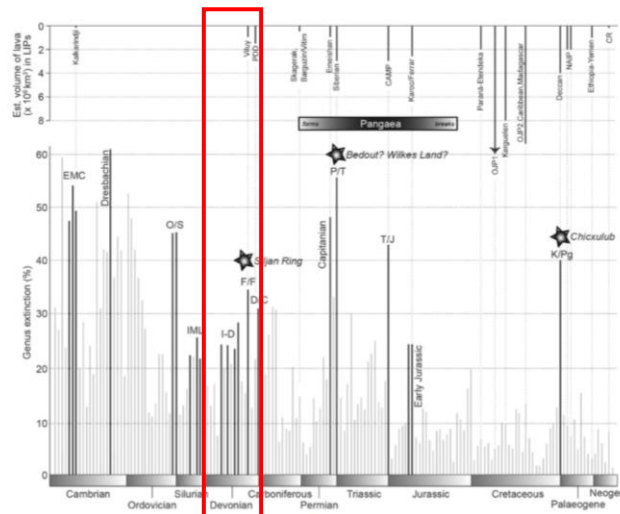 Est. volume of lava
(x 10⁶ km³) in LIPs
0
2
4
6
8
Kalkarindji
Viluy
PDD
Skagerak,
Barguzin/Vitim
Emeishan
Siberian
CAMP
Karoo/Ferrar
Paraná-Etendeka
OJP1
Kerguelen
OJP2 Caribbean, Madagascar
Deccan
NAIP
Ethiopia-Yemen
CR
forms Pangaea breaks
Genus extinction (%)
60
50
40
30
20
10
0
EMC
Dresbachian
O/S
IML
I-D
Siljan Ring
F/F
D/C
Capitanian
Bedout? Wilkes Land?
P/T
T/J
Early Jurassic
Chicxulub
K/Pg
Cambrian
Ordovician
Silurian
Devonian
Carboniferous
Permian
Triassic
Jurassic
Cretaceous
Palaeogene
Neoge